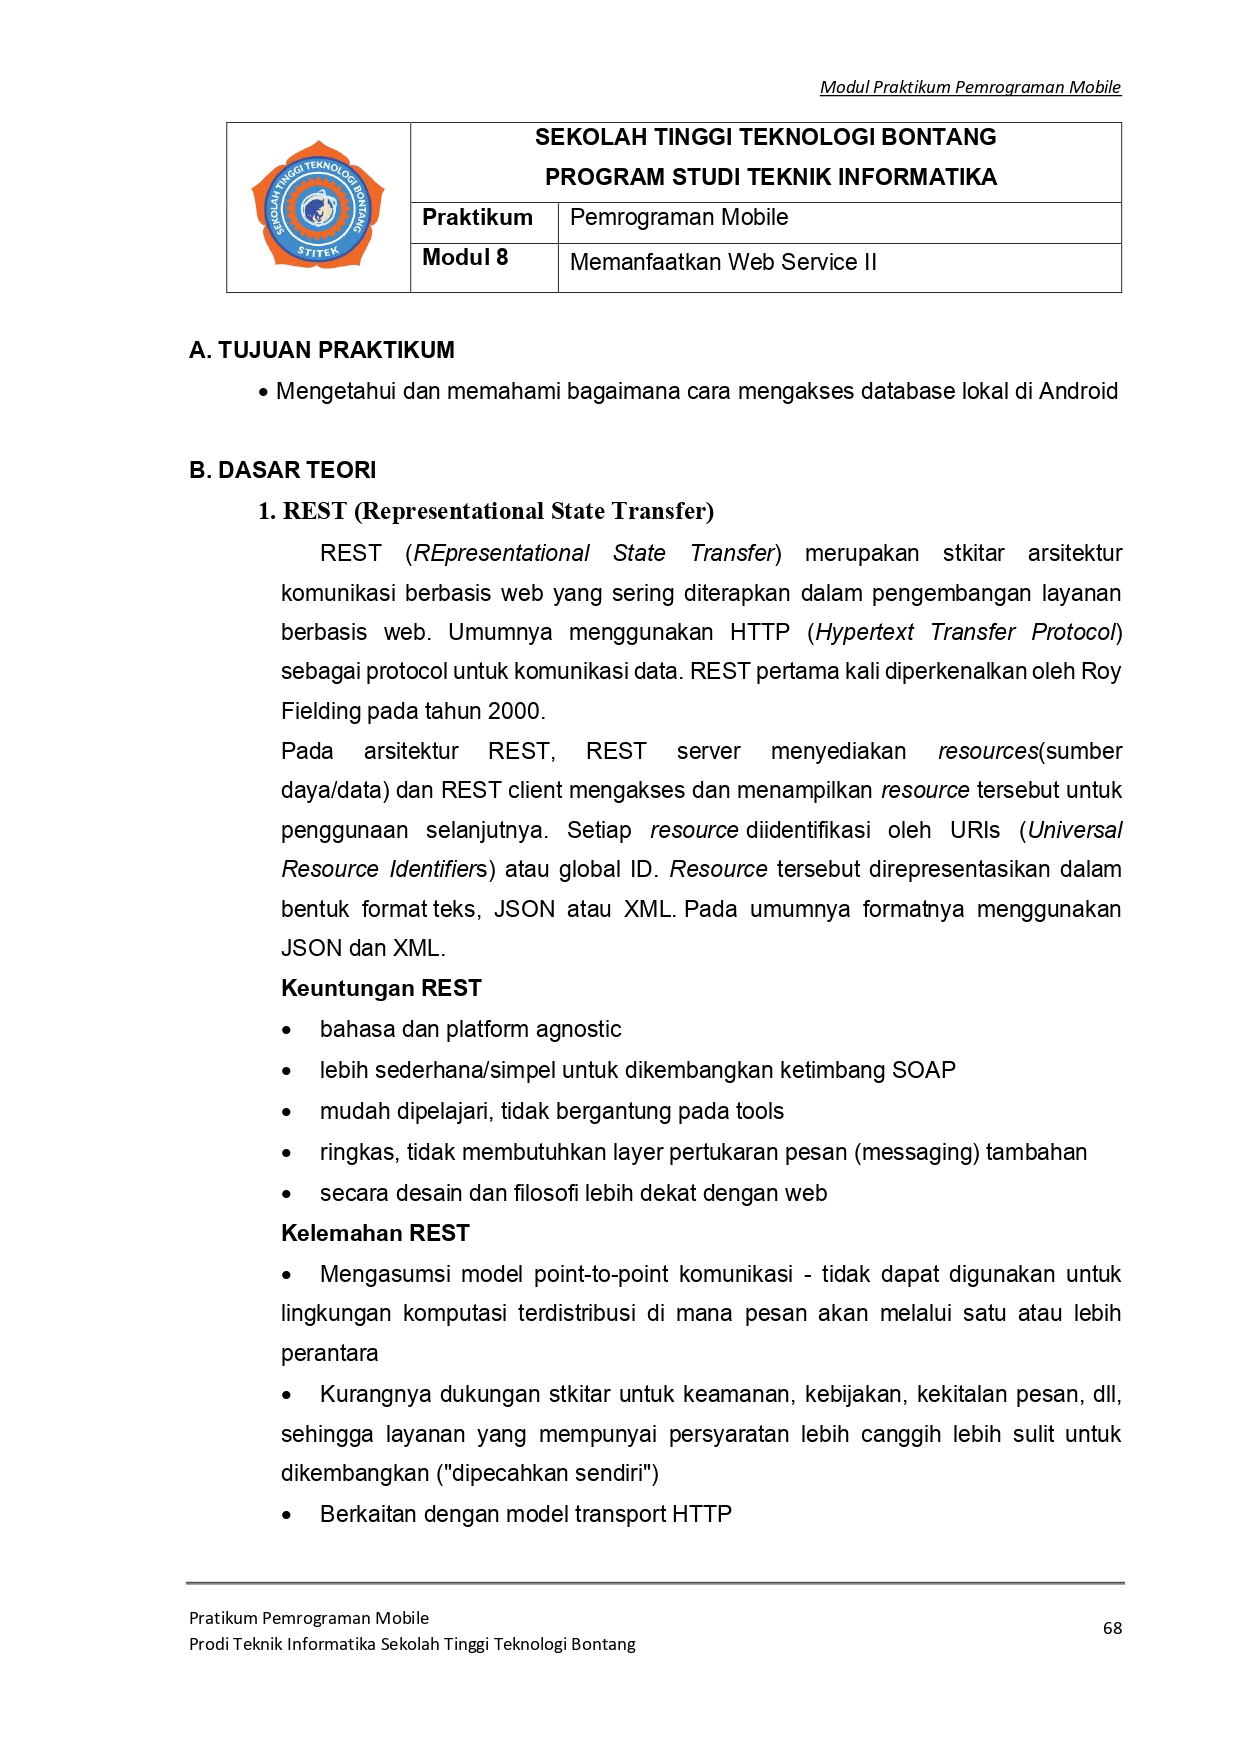 Modul Praktikum Pemrograman Mobile
SEKOLAH TINGGI TEKNOLOGI BONTANG
STITEK
SEKOLAH TINGGI TEKNOLOGI BONTANG
PROGRAM STUDI TEKNIK INFORMATIKA
Praktikum Pemrograman Mobile
Modul 8 Memanfaatkan Web Service II
A. TUJUAN PRAKTIKUM
• Mengetahui dan memahami bagaimana cara mengakses database lokal di Android
B. DASAR TEORI
1. REST (Representational State Transfer)
REST (REpresentational State Transfer) merupakan stkitar arsitektur
komunikasi berbasis web yang sering diterapkan dalam pengembangan layanan
berbasis web. Umumnya menggunakan HTTP (Hypertext Transfer Protocol)
sebagai protocol untuk komunikasi data. REST pertama kali diperkenalkan oleh Roy
Fielding pada tahun 2000.
Pada arsitektur REST, REST server menyediakan resources(sumber
daya/data) dan REST client mengakses dan menampilkan resource tersebut untuk
penggunaan selanjutnya. Setiap resource diidentifikasi oleh URIs (Universal
Resource Identifiers) atau global ID. Resource tersebut direpresentasikan dalam
bentuk format teks, JSON atau XML. Pada umumnya formatnya menggunakan
JSON dan XML.
Keuntungan REST
• bahasa dan platform agnostic
• lebih sederhana/simpel untuk dikembangkan ketimbang SOAP
• mudah dipelajari, tidak bergantung pada tools
• ringkas, tidak membutuhkan layer pertukaran pesan (messaging) tambahan
• secara desain dan filosofi lebih dekat dengan web
Kelemahan REST
• Mengasumsi model point-to-point komunikasi - tidak dapat digunakan untuk
lingkungan komputasi terdistribusi di mana pesan akan melalui satu atau lebih
perantara
• Kurangnya dukungan stkitar untuk keamanan, kebijakan, kekitalan pesan, dll,
sehingga layanan yang mempunyai persyaratan lebih canggih lebih sulit untuk
dikembangkan ("dipecahkan sendiri")
• Berkaitan dengan model transport HTTP
Pratikum Pemrograman Mobile
Prodi Teknik Informatika Sekolah Tinggi Teknologi Bontang
68